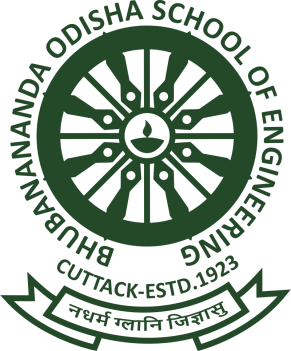 BHUBANANANDA ODISHA SCHOOL OF ENGINEERING
CUTTACK-ESTD.1923
नधर्म ग्लानि जिज्ञासु